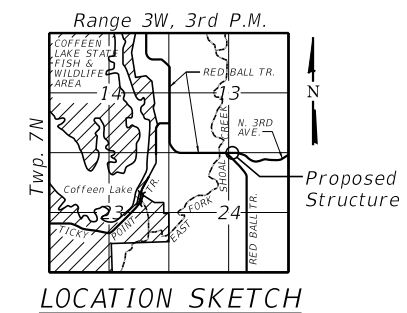 Range 3W, 3rd P.M.
COFFEEN
LAKE STATE
FISH &
WILDLIFE
AREA
RED BALL TR.
14
13
N
N. 3RD
AVE.
SHOAL CREEK
Twp. 7N
Coffeen Lake
Proposed
Structure
23
24
TICKY POINT TR.
EAST FORK
RED BALL TR.
LOCATION SKETCH